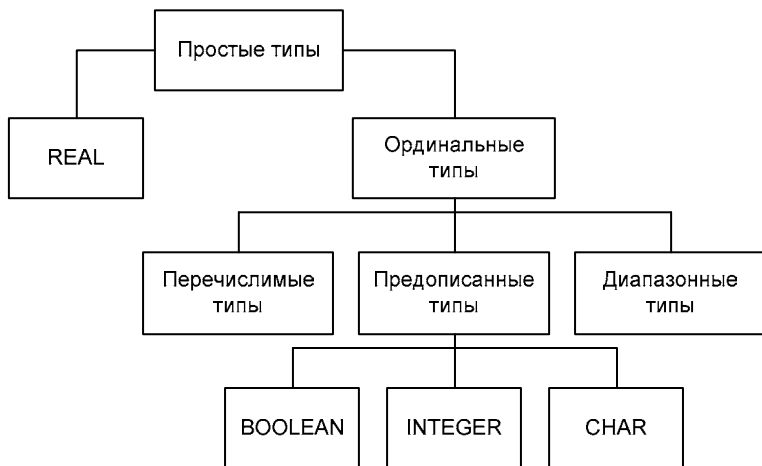 Простые типы
REAL
Ординальные
типы
Перечислимые
типы
Предописанные
типы
Диапазонные
типы
BOOLEAN
INTEGER
CHAR